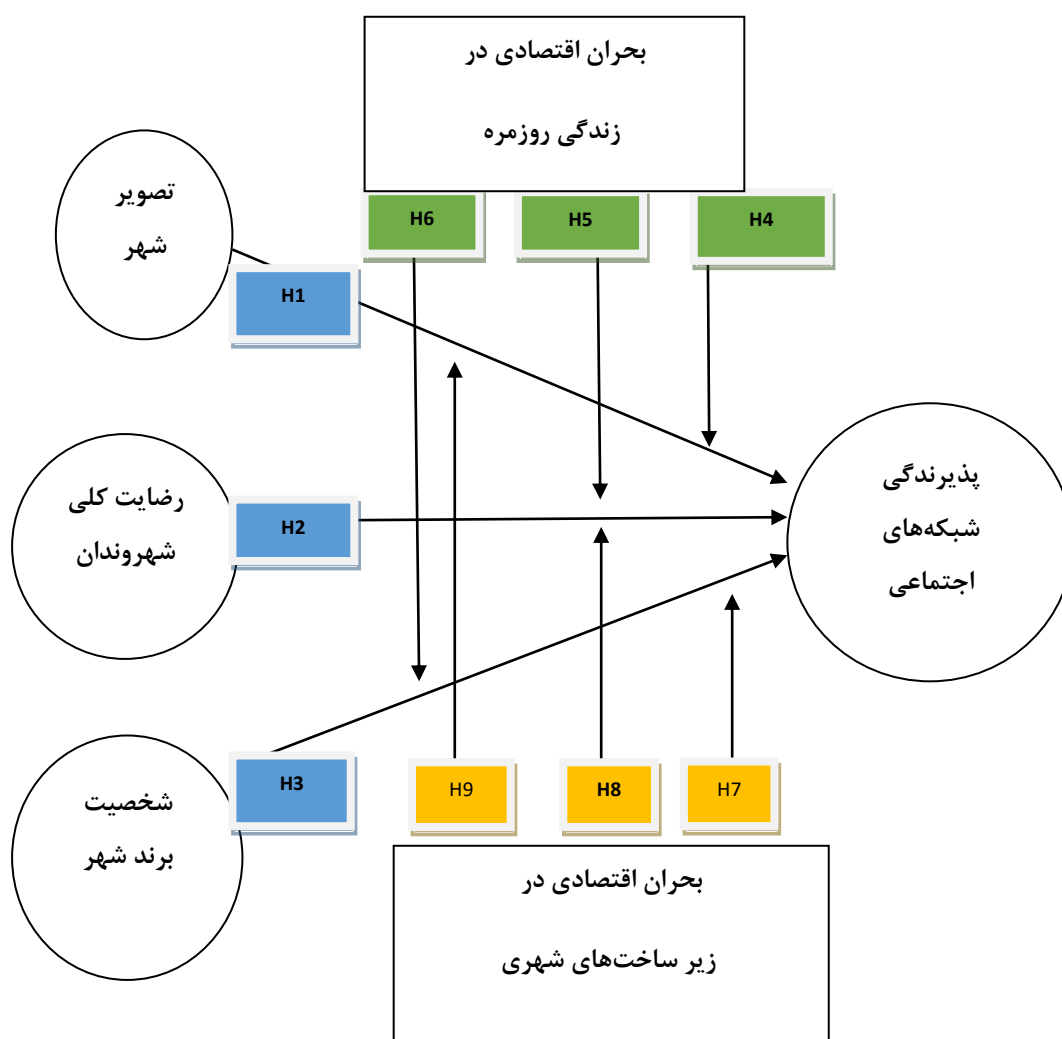 بحران اقتصادی در
زندگی روزمره
تصویر
شهر
H6
H5
H4
H1
رضایت کلی
شهروندان
H2
پذیرندگی
شبکه‌های
اجتماعی
شخصیت
برند شهر
H3
H9
H8
H7
بحران اقتصادی در
زیر ساخت‌های شهری